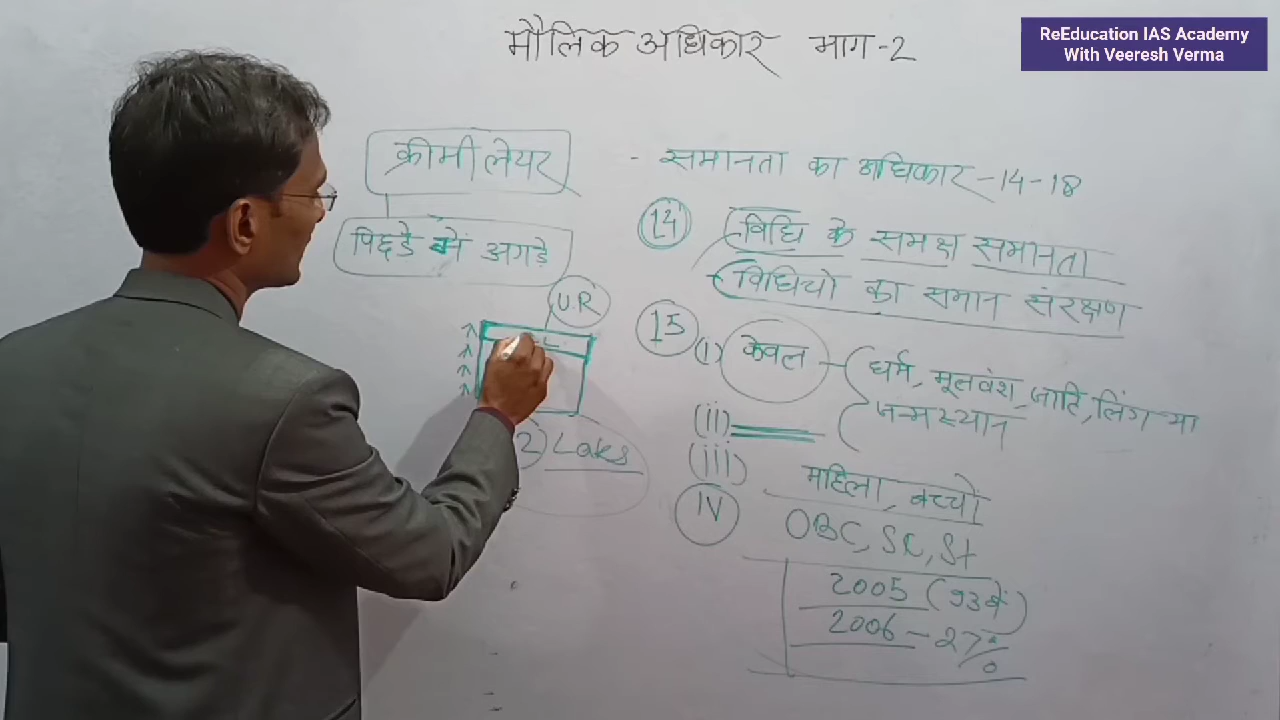 मौलिक अधिकार भाग-2
ReEducation IAS Academy
With Veeresh Verma
क्रीमी लेयर
पिछडे में अगडे
U.R
2) Laks
- समानता का अधिकार -14-18
14 विधि के समक्ष समानता
विधियो का समान संरक्षण
15 (i) केवल धर्म, मूलवंश, जाति, लिंग या
जन्मस्थान
(ii)
(iii) महिला, बच्चो
IV OBC, SC, St
2005 (93वें)
2006 - 27%